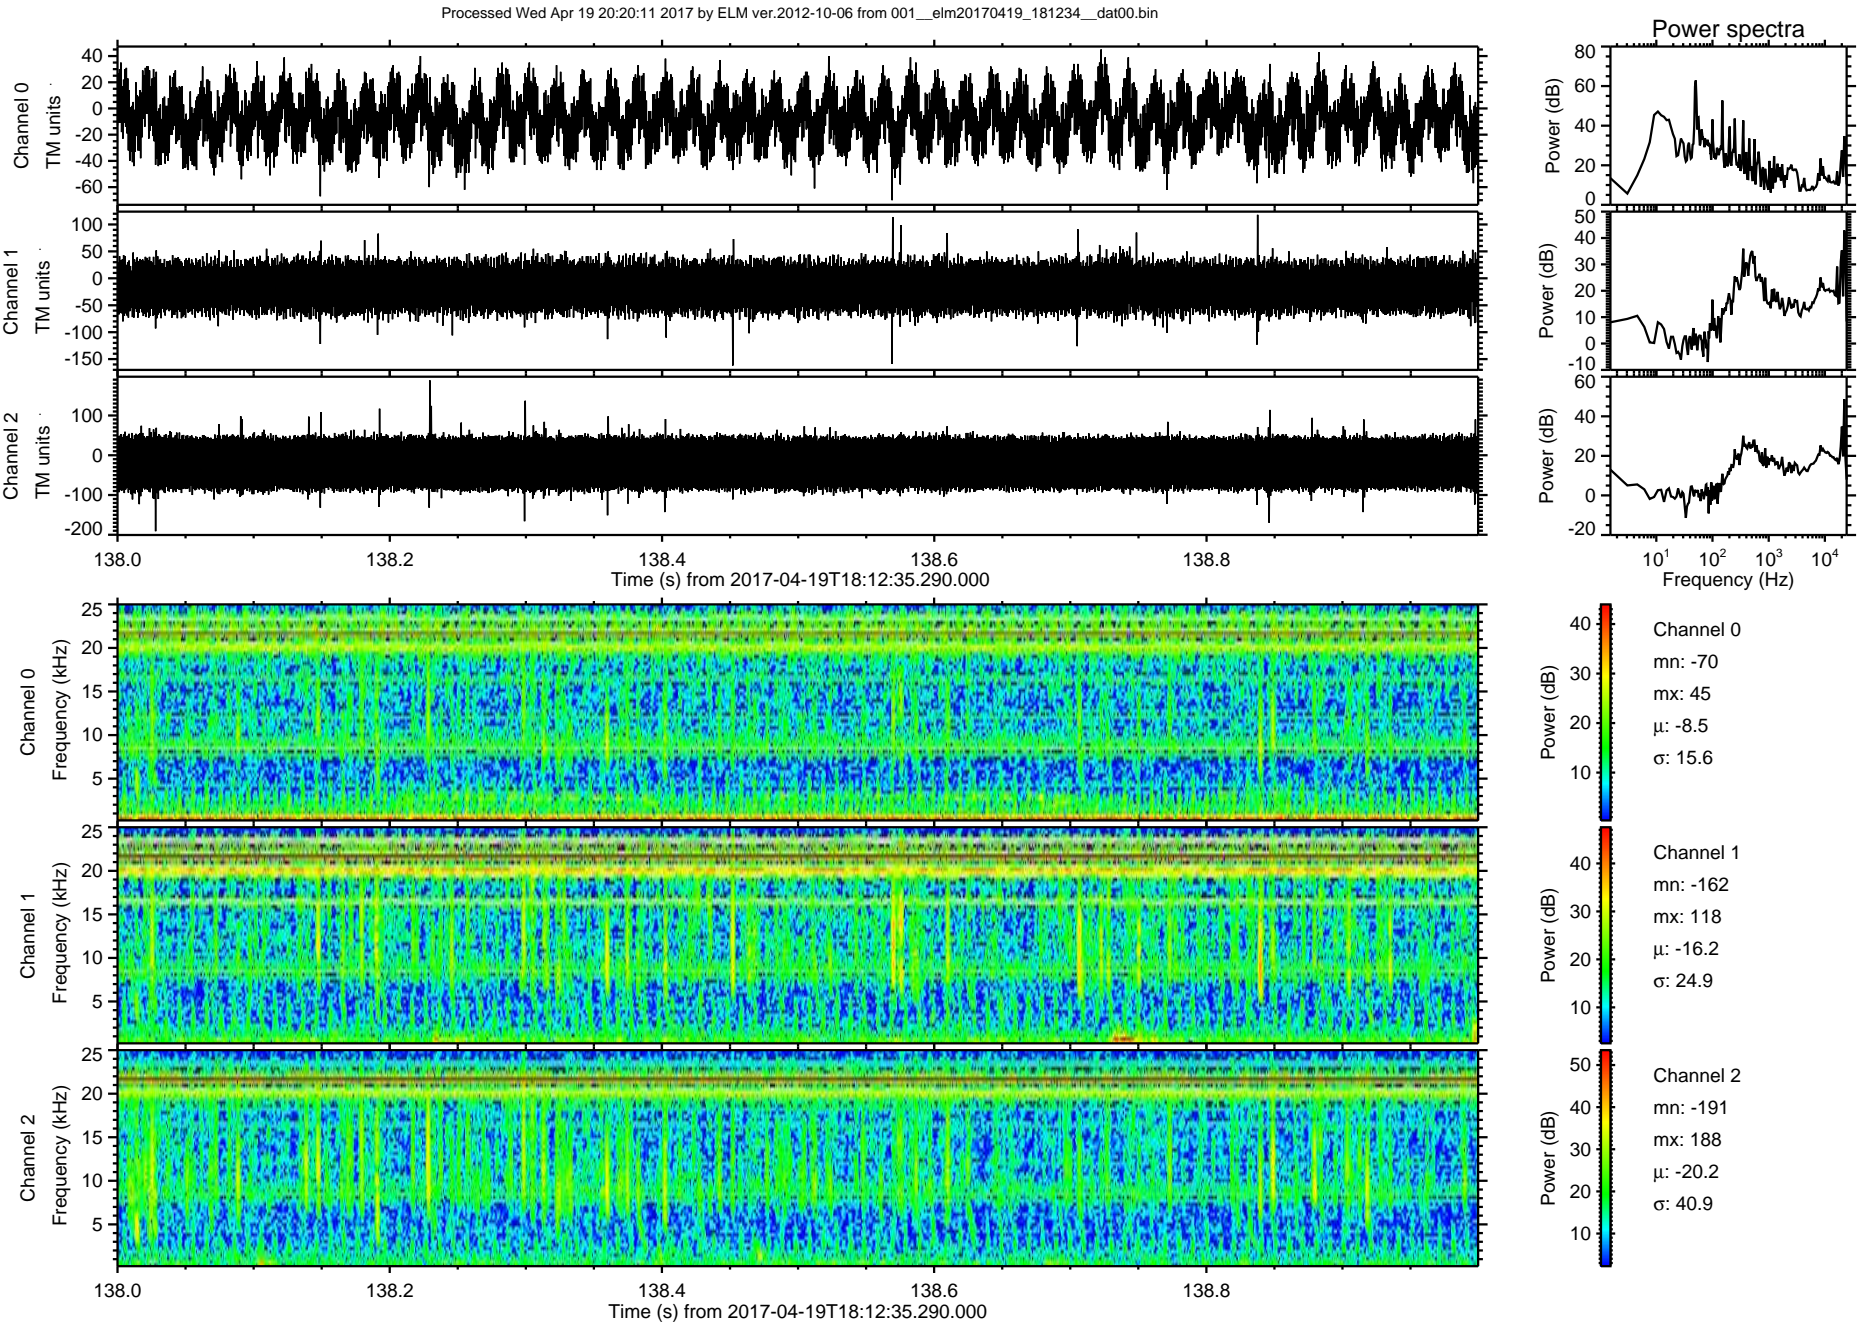 Processed Wed Apr 19 20:20:11 2017 by ELM ver.2012-10-06 from 001__elm20170419_181234__dat00.bin
Power spectra
Channel 0
TM units
40
20
0
-20
-40
-60
Power (dB)
80
60
40
20
0
Channel 1
TM units
100
50
0
-50
-100
-150
Power (dB)
50
40
30
20
10
0
-10
Channel 2
TM units
100
0
-100
-200
Power (dB)
60
40
20
0
-20
138.0 138.2 138.4 138.6 138.8
Time (s) from 2017-04-19T18:12:35.290.000
10^1 10^2 10^3 10^4
Frequency (Hz)
Channel 0
Frequency (kHz)
25
20
15
10
5
Power (dB)
40
30
20
10
Channel 0
mn: -70
mx: 45
μ: -8.5
σ: 15.6
Channel 1
Frequency (kHz)
25
20
15
10
5
Power (dB)
40
30
20
10
Channel 1
mn: -162
mx: 118
μ: -16.2
σ: 24.9
Channel 2
Frequency (kHz)
25
20
15
10
5
Power (dB)
50
40
30
20
10
Channel 2
mn: -191
mx: 188
μ: -20.2
σ: 40.9
138.0 138.2 138.4 138.6 138.8
Time (s) from 2017-04-19T18:12:35.290.000